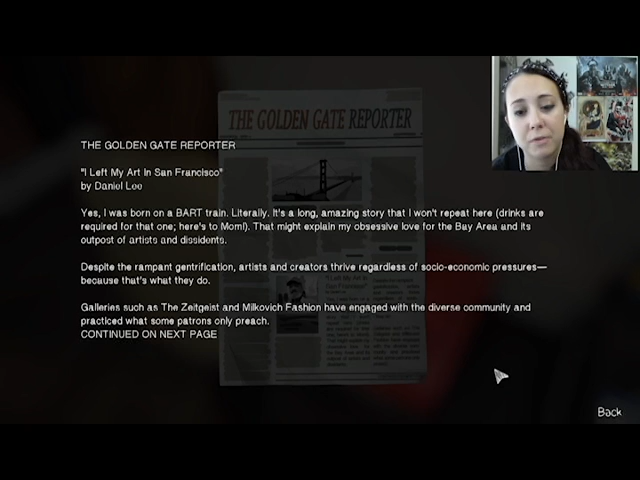 THE GOLDEN GATE REPORTER
THE GOLDEN GATE REPORTER
"I Left My Art In San Francisco"
by Daniel Lee
Yes, I was born on a BART train. Literally. It's a long, amazing story that I won't repeat here (drinks are
required for that one; here's to Mom!). That might explain my obsessive love for the Bay Area and its
outpost of artists and dissidents.
Despite the rampant gentrification, artists and creators thrive regardless of socio-economic pressures—
because that's what they do.
Galleries such as The Zeitgeist and Milkovich Fashion have engaged with the diverse community and
practiced what some patrons only preach.
CONTINUED ON NEXT PAGE
Back